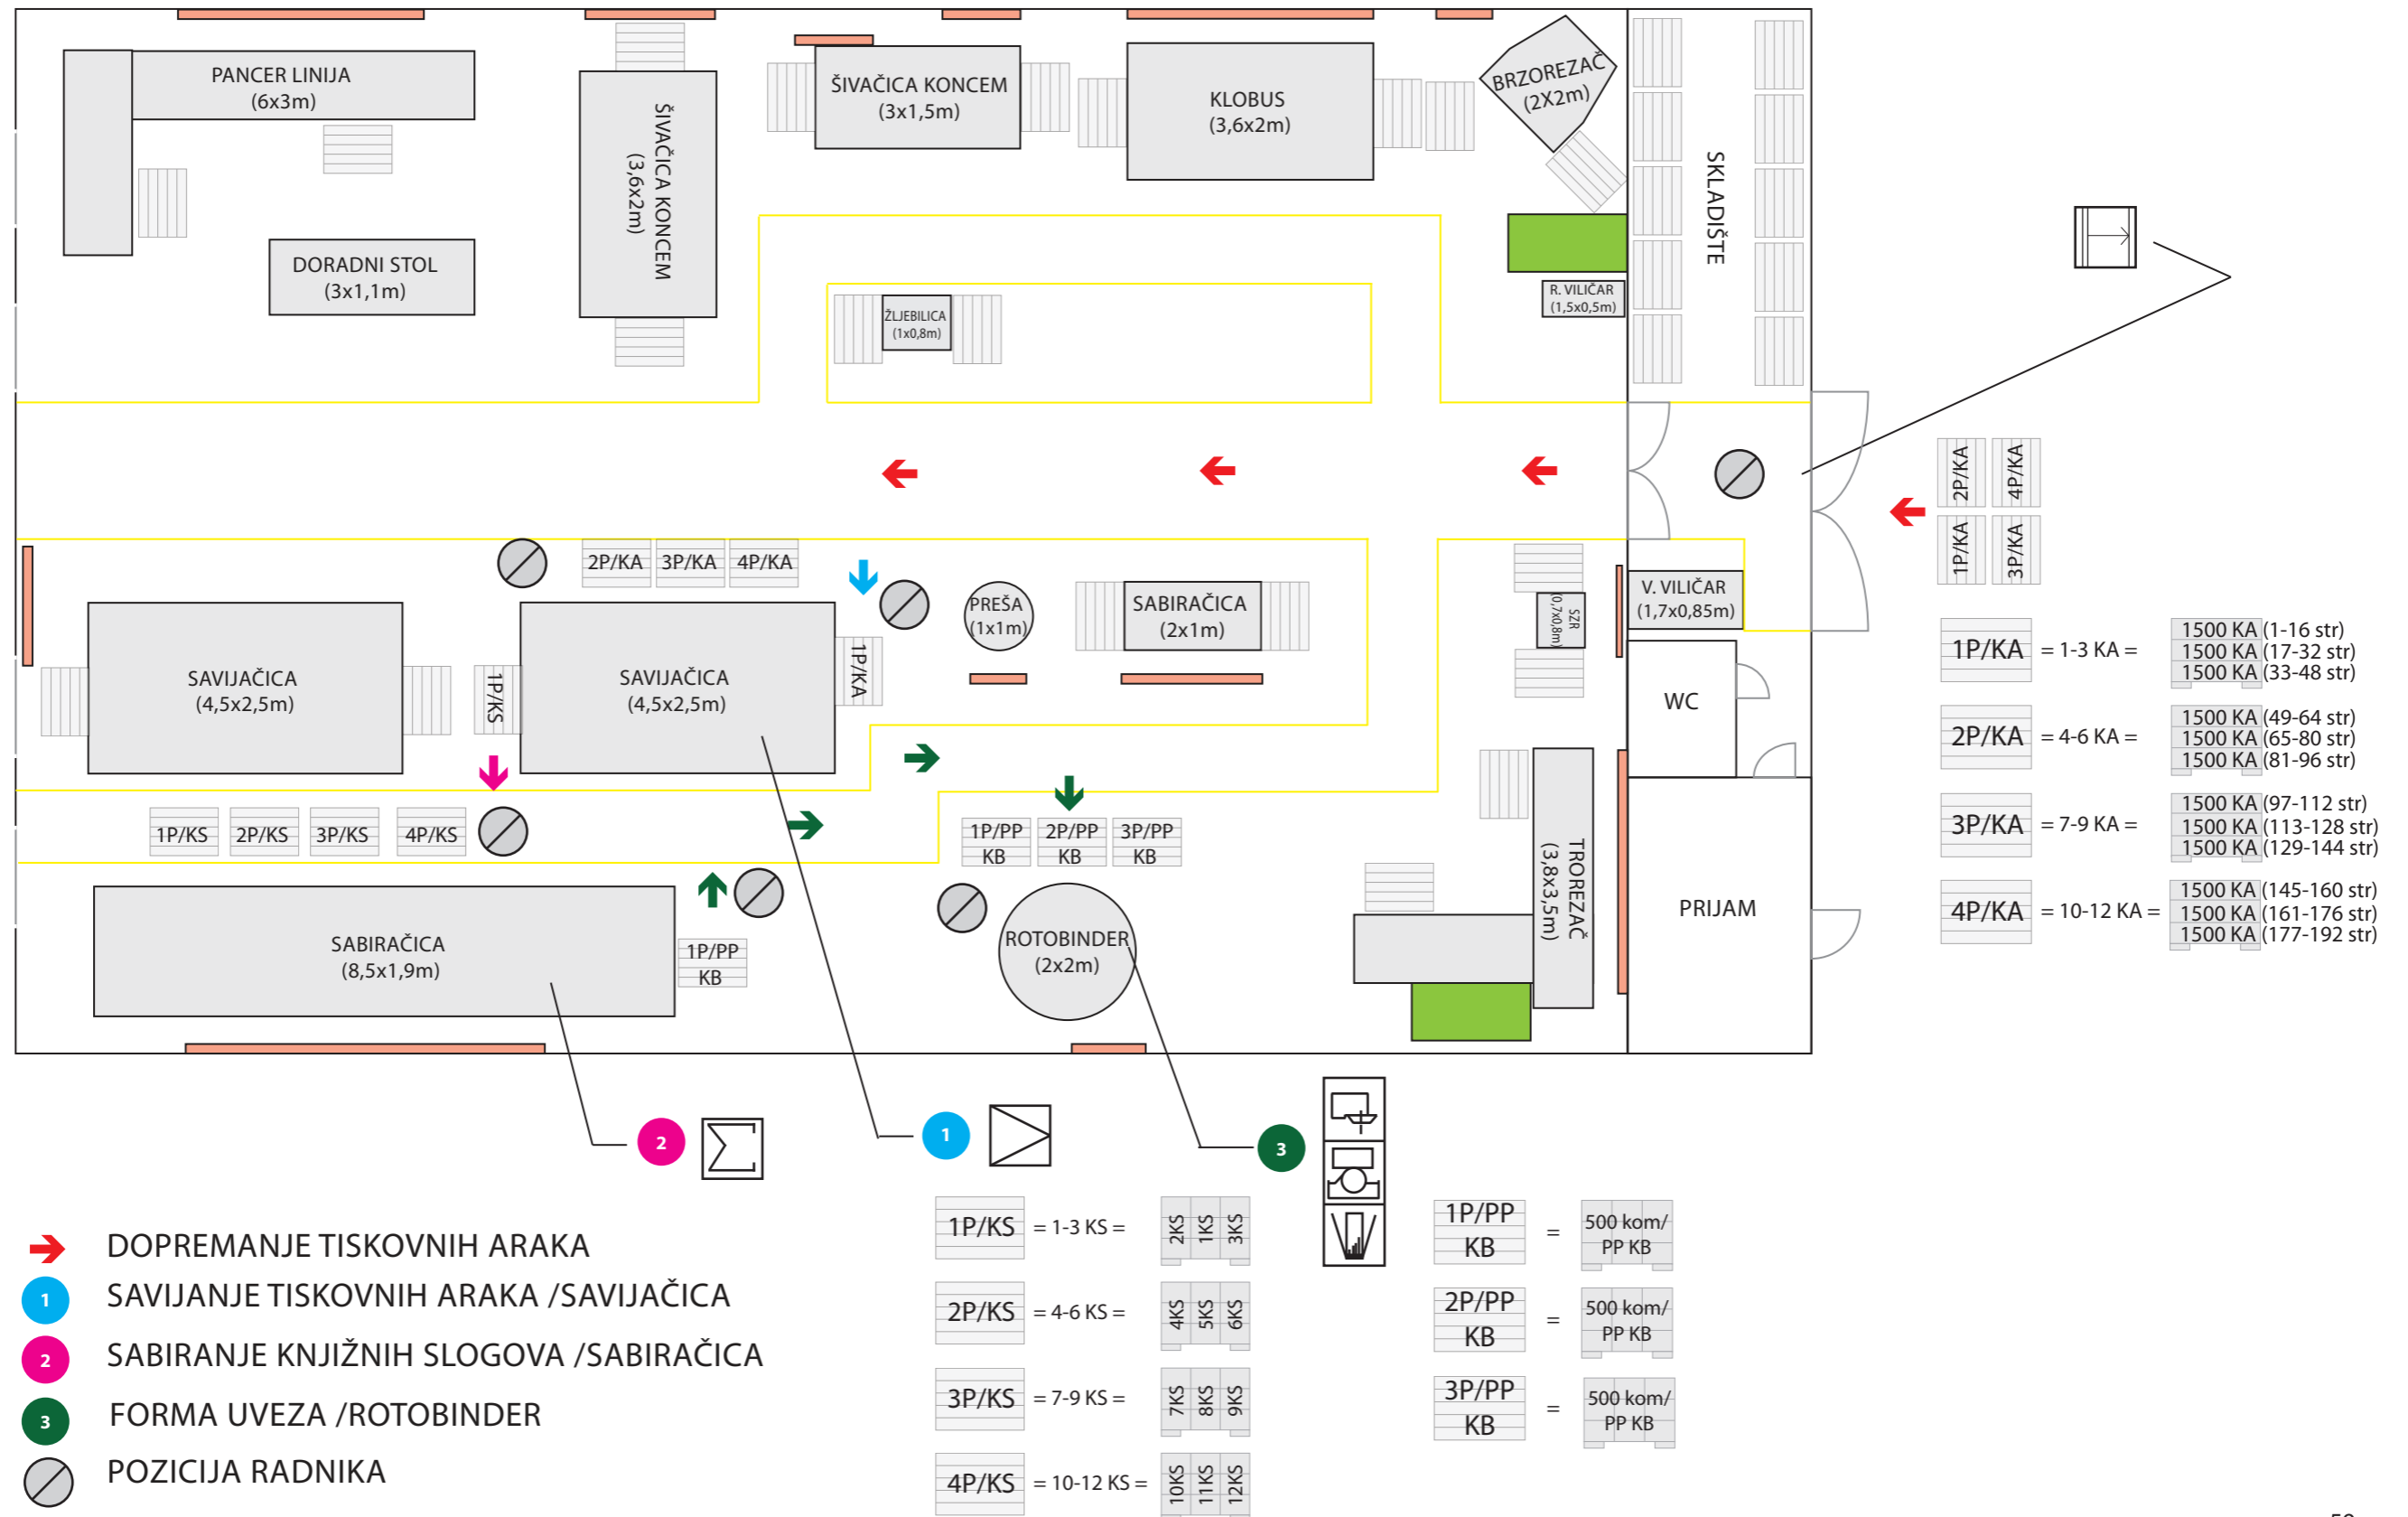 PANCER LINIJA
(6x3m)
ŠIVAČICA KONCEM
(3,6x2m)
ŠIVAČICA KONCEM
(3x1,5m)
KLOBUS
(3,6x2m)
BRZOREZAČ
(2X2m)
SKLADIŠTE
DORADNI STOL
(3x1,1m)
ŽLJEBILICA
(1x0,8m)
R. VILIČAR
(1,5x0,5m)
2P/KA
4P/KA
1P/KA
3P/KA
2P/KA
3P/KA
4P/KA
PREŠA
(1x1m)
SABIRAČICA
(2x1m)
SZR
(0,7x0,8m)
V. VILIČAR
(1,7x0,85m)
SAVIJAČICA
(4,5x2,5m)
1P/KS
SAVIJAČICA
(4,5x2,5m)
1P/KA
WC
1P/KA = 1-3 KA =
1500 KA (1-16 str)
1500 KA (17-32 str)
1500 KA (33-48 str)
2P/KA = 4-6 KA =
1500 KA (49-64 str)
1500 KA (65-80 str)
1500 KA (81-96 str)
3P/KA = 7-9 KA =
1500 KA (97-112 str)
1500 KA (113-128 str)
1500 KA (129-144 str)
4P/KA = 10-12 KA =
1500 KA (145-160 str)
1500 KA (161-176 str)
1500 KA (177-192 str)
1P/KS
2P/KS
3P/KS
4P/KS
1P/PP
KB
2P/PP
KB
3P/PP
KB
TROREZAČ
(3,8x3,5m)
PRIJAM
SABIRAČICA
(8,5x1,9m)
1P/PP
KB
ROTOBINDER
(2x2m)
2
1
3
DOPREMANJE TISKOVNIH ARAKA
1 SAVIJANJE TISKOVNIH ARAKA /SAVIJAČICA
2 SABIRANJE KNJIŽNIH SLOGOVA /SABIRAČICA
3 FORMA UVEZA /ROTOBINDER
POZICIJA RADNIKA
1P/KS = 1-3 KS =
2KS
1KS
3KS
2P/KS = 4-6 KS =
4KS
5KS
6KS
3P/KS = 7-9 KS =
7KS
8KS
9KS
4P/KS = 10-12 KS =
10KS
11KS
12KS
1P/PP
KB
=
500 kom/
PP KB
2P/PP
KB
=
500 kom/
PP KB
3P/PP
KB
=
500 kom/
PP KB